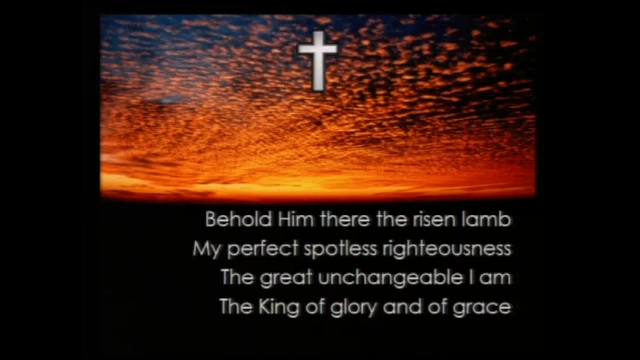 Behold Him there the risen lamb
My perfect spotless righteousness
The great unchangeable I am
The King of glory and of grace